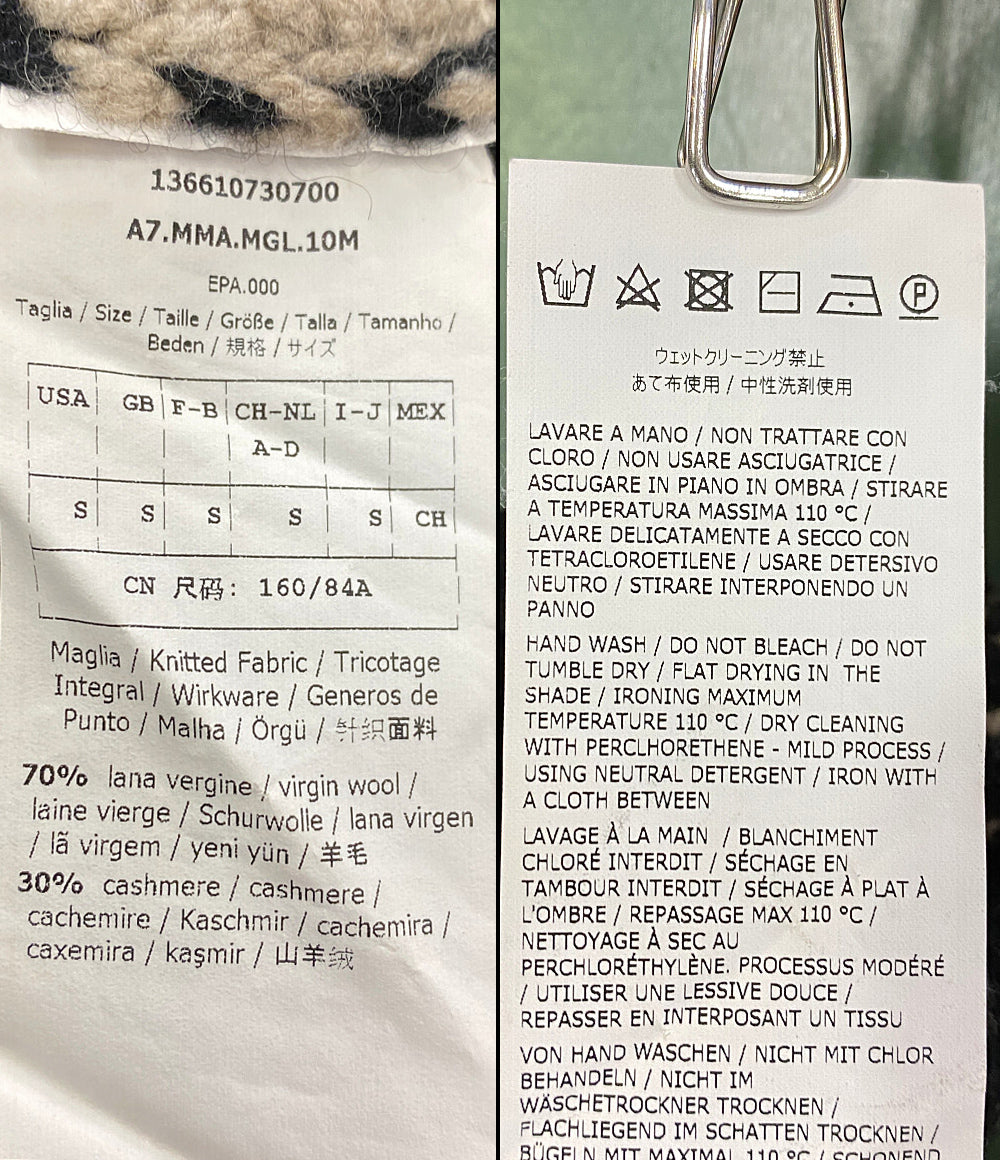 136610730700
A7.MMA.MGL.10M
EPA.000
Taglia / Size / Taille / Größe / Talla / Tamanho /
Beden / 規格 / サイズ
USA GB F-B CH-NL I-J MEX
A-D
S S S S S CH
CN 尺码: 160/84A
Maglia / Knitted Fabric / Tricotage
Integral / Wirkware / Generos de
Punto / Malha / Örgü / 针织面料
70% lana vergine / virgin wool /
laine vierge / Schurwolle / lana virgen
/ lã virgem / yeni yün / 羊毛
30% cashmere / cashmere /
cachemire / Kaschmir / cachemira /
caxemira / kaşmir / 山羊绒
P
ウェットクリーニング禁止
あて布使用 / 中性洗剤使用
LAVARE A MANO / NON TRATTARE CON
CLORO / NON USARE ASCIUGATRICE /
ASCIUGARE IN PIANO IN OMBRA / STIRARE
A TEMPERATURA MASSIMA 110 °C /
LAVARE DELICATAMENTE A SECCO CON
TETRACLOROETILENE / USARE DETERSIVO
NEUTRO / STIRARE INTERPONENDO UN
PANNO
HAND WASH / DO NOT BLEACH / DO NOT
TUMBLE DRY / FLAT DRYING IN THE
SHADE / IRONING MAXIMUM
TEMPERATURE 110 °C / DRY CLEANING
WITH PERCLHORETHENE - MILD PROCESS /
USING NEUTRAL DETERGENT / IRON WITH
A CLOTH BETWEEN
LAVAGE À LA MAIN / BLANCHIMENT
CHLORÉ INTERDIT / SÉCHAGE EN
TAMBOUR INTERDIT / SÉCHAGE À PLAT À
L'OMBRE / REPASSAGE MAX 110 °C /
NETTOYAGE À SEC AU
PERCHLORÉTHYLÈNE. PROCESSUS MODÉRÉ
/ UTILISER UNE LESSIVE DOUCE /
REPASSER EN INTERPOSANT UN TISSU
VON HAND WASCHEN / NICHT MIT CHLOR
BEHANDELN / NICHT IM
WÄSCHETROCKNER TROCKNEN /
FLACHLIEGEND IM SCHATTEN TROCKNEN /
BÜGELN MIT MAXIMAL 110 °C / SCHONEND